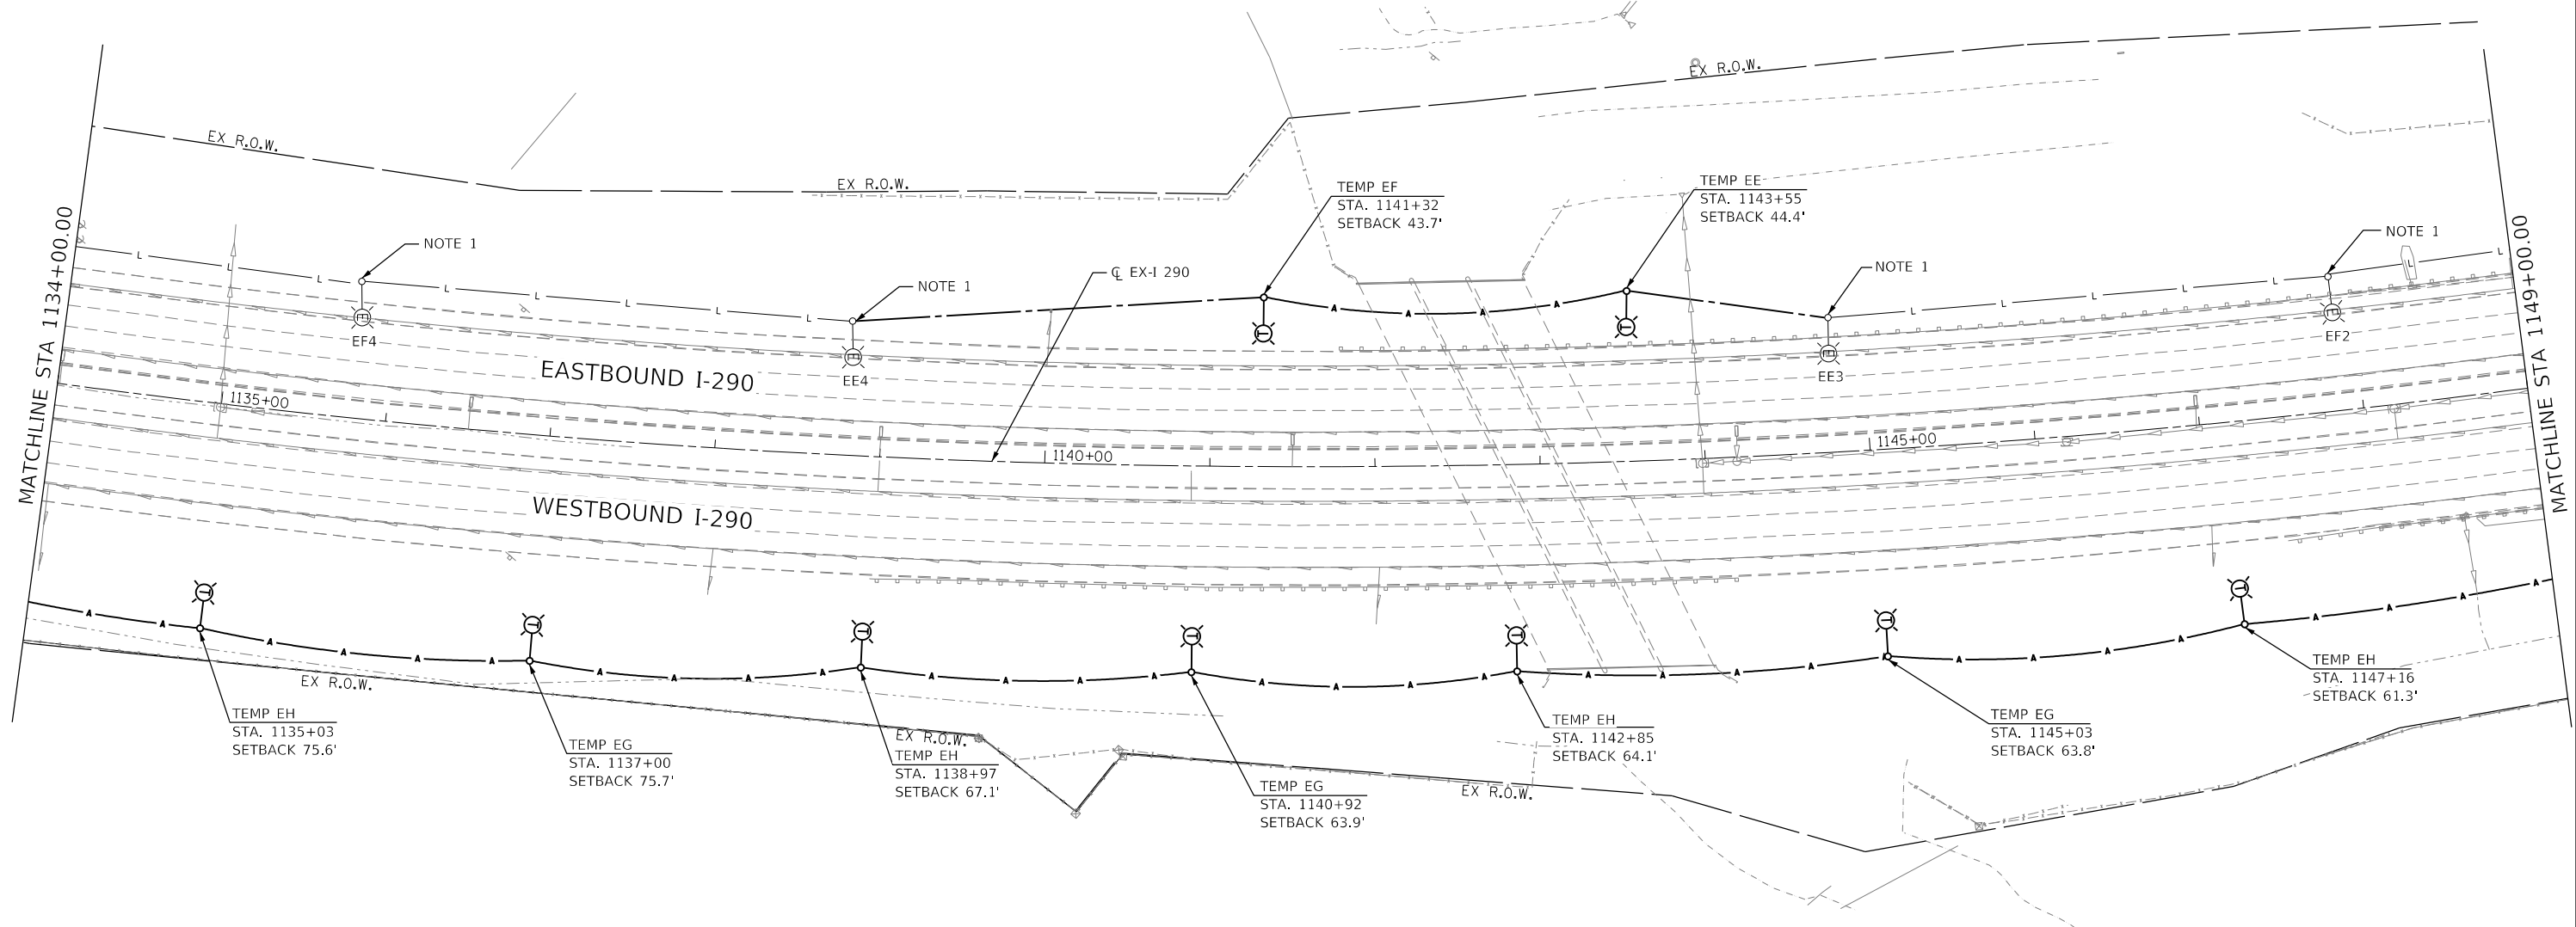 EX R.O.W.
EX R.O.W.
EX R.O.W.
MATCHLINE STA 1134+00.00
MATCHLINE STA 1149+00.00
TEMP EF
STA. 1141+32
SETBACK 43.7'
TEMP EE
STA. 1143+55
SETBACK 44.4'
NOTE 1
NOTE 1
NOTE 1
NOTE 1
℄ EX-I 290
L L L L L L L L
A A A A
L L L L L L L
EF4
EE4
EE3
EF2
EASTBOUND I-290
1135+00
1140+00
1145+00
WESTBOUND I-290
T T T T T T T T T
E E E E
A A A A A A A A A A A A A A A A A A A A A A A A A A A A A A
EX R.O.W.
EX R.O.W.
EX R.O.W.
TEMP EH
STA. 1135+03
SETBACK 75.6'
TEMP EG
STA. 1137+00
SETBACK 75.7'
TEMP EH
STA. 1138+97
SETBACK 67.1'
TEMP EG
STA. 1140+92
SETBACK 63.9'
TEMP EH
STA. 1142+85
SETBACK 64.1'
TEMP EG
STA. 1145+03
SETBACK 63.8'
TEMP EH
STA. 1147+16
SETBACK 61.3'